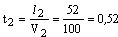 t₂ = l₂ / V₂ = 52 / 100 = 0,52